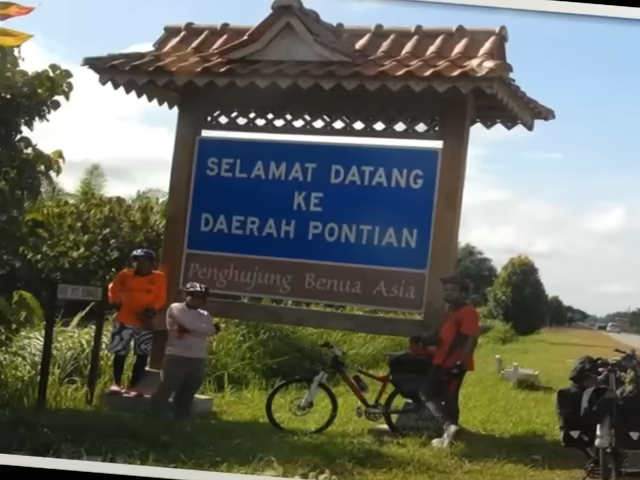 SELAMAT DATANG
KE
DAERAH PONTIAN
Penghujung Benua Asia